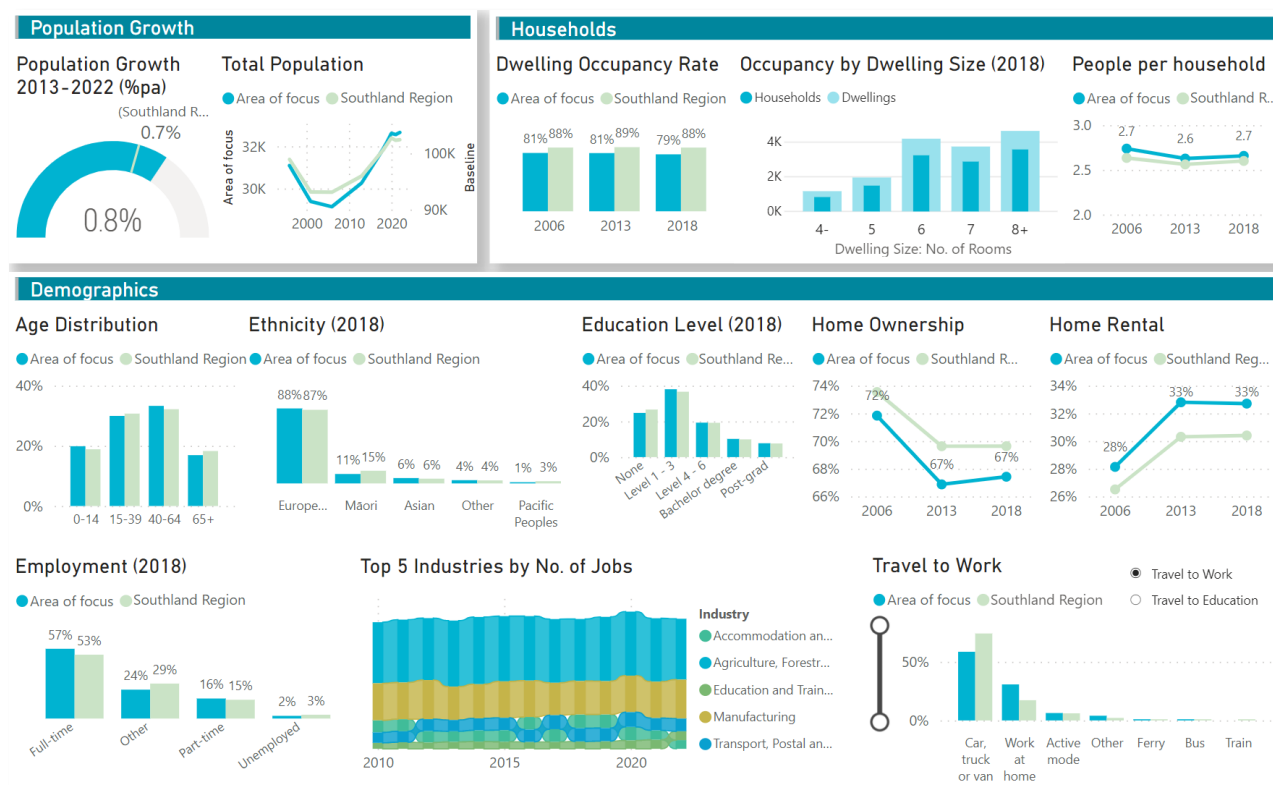 Population Growth
Population Growth
2013-2022 (%pa)
(Southland R...
0.7%
0.8%
Total Population
Area of focus Southland Region
Area of focus
32K
30K
100K
90K
Baseline
2000 2010 2020
Households
Dwelling Occupancy Rate
Area of focus Southland Region
81% 88% 81% 89% 79% 88%
2006 2013 2018
Occupancy by Dwelling Size (2018)
Households Dwellings
4K
2K
0K
4- 5 6 7 8+
Dwelling Size: No. of Rooms
People per household
Area of focus Southland R...
3.0
2.5
2.0
2.7 2.6 2.7
2006 2013 2018
Demographics
Age Distribution
Area of focus Southland Region
40%
20%
0%
0-14 15-39 40-64 65+
Ethnicity (2018)
Area of focus Southland Region
88% 87% 11% 15% 6% 6% 4% 4% 1% 3%
Europe... Māori Asian Other Pacific
Peoples
Education Level (2018)
Area of focus Southland Re...
40%
20%
0%
None Level 1 - 3 Level 4 - 6 Bachelor degree Post-grad
Home Ownership
Area of focus Southland R...
74%
72%
70%
68%
66%
72% 67% 67%
2006 2013 2018
Home Rental
Area of focus Southland Reg...
34%
32%
30%
28%
26%
28% 33% 33%
2006 2013 2018
Employment (2018)
Area of focus Southland Region
57% 53% 24% 29% 16% 15% 2% 3%
Full-time Other Part-time Unemployed
Top 5 Industries by No. of Jobs
2010 2015 2020
Industry
Accommodation an...
Agriculture, Forestr...
Education and Train...
Manufacturing
Transport, Postal an...
Travel to Work
Travel to Work
Travel to Education
Area of focus Southland Region
50%
0%
Car, Work Active Other Ferry Bus Train
truck at mode
or van home